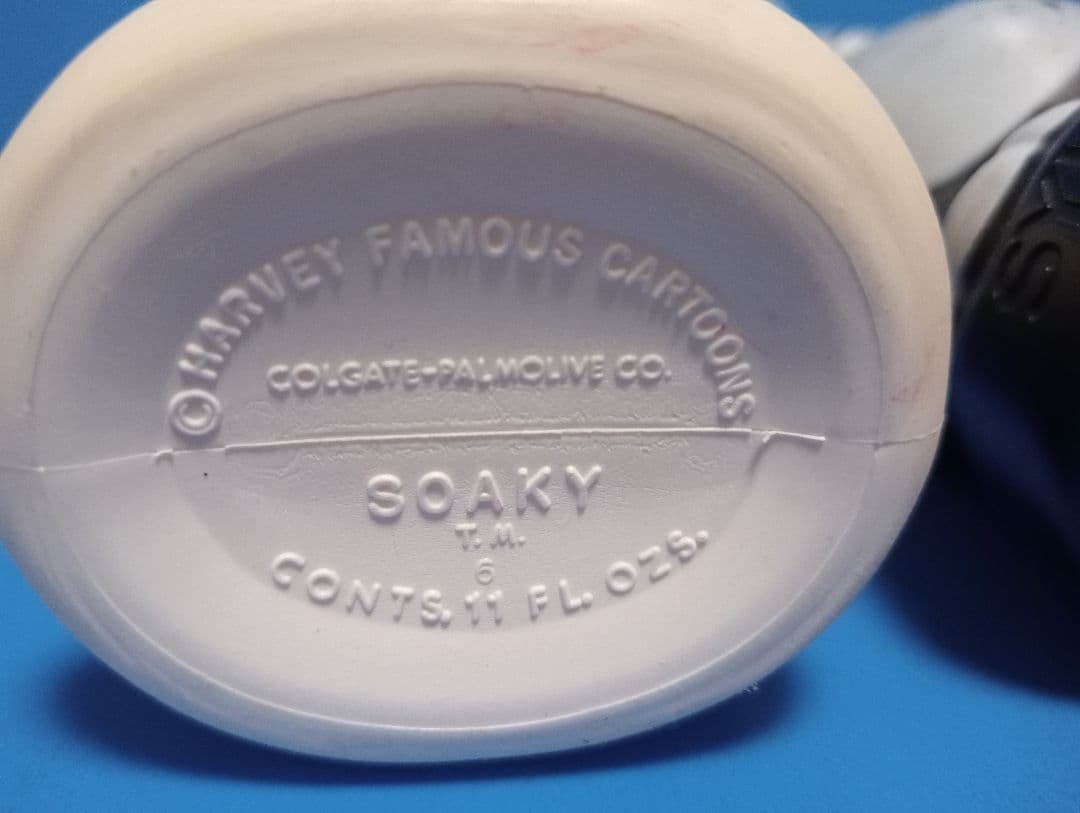 © HARVEY FAMOUS CARTOONS
COLGATE-PALMOLIVE CO.
SOAKY
T.M.
6
CONTS. 11 FL. OZS.